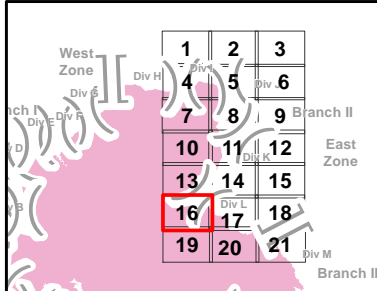 1 2 3
West
Zone
Div H
Div I
4 5 Div J 6
Div G
7 8 9
Branch II
Branch I
Div F
Div E
Div D
10 11 12
Div K
East
Zone
13 14 15
Div B
16 17 18
Div L
19 20 21
Div M
Branch II